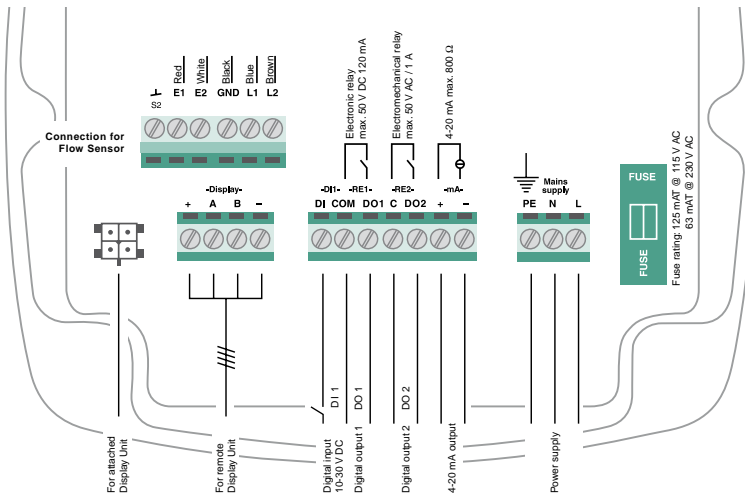 Connection for
Flow Sensor
S2
Red
White
Black
Blue
Brown
E1
E2
GND
L1
L2
Electronic relay
max. 50 V DC 120 mA
Electromechanical relay
max. 50 V AC / 1 A
4-20 mA max. 800 Ω
-Display-
+ A B −
-DI1- -RE1- -RE2- -mA-
DI COM DO1 C DO2 + −
Mains
supply
PE N L
FUSE
FUSE
Fuse rating: 125 mAT @ 115 V AC
63 mAT @ 230 V AC
DI 1
DO 1
DO 2
For attached
Display Unit
For remote
Display Unit
Digital input
10-30 V DC
Digital output 1
Digital output 2
4-20 mA output
Power supply